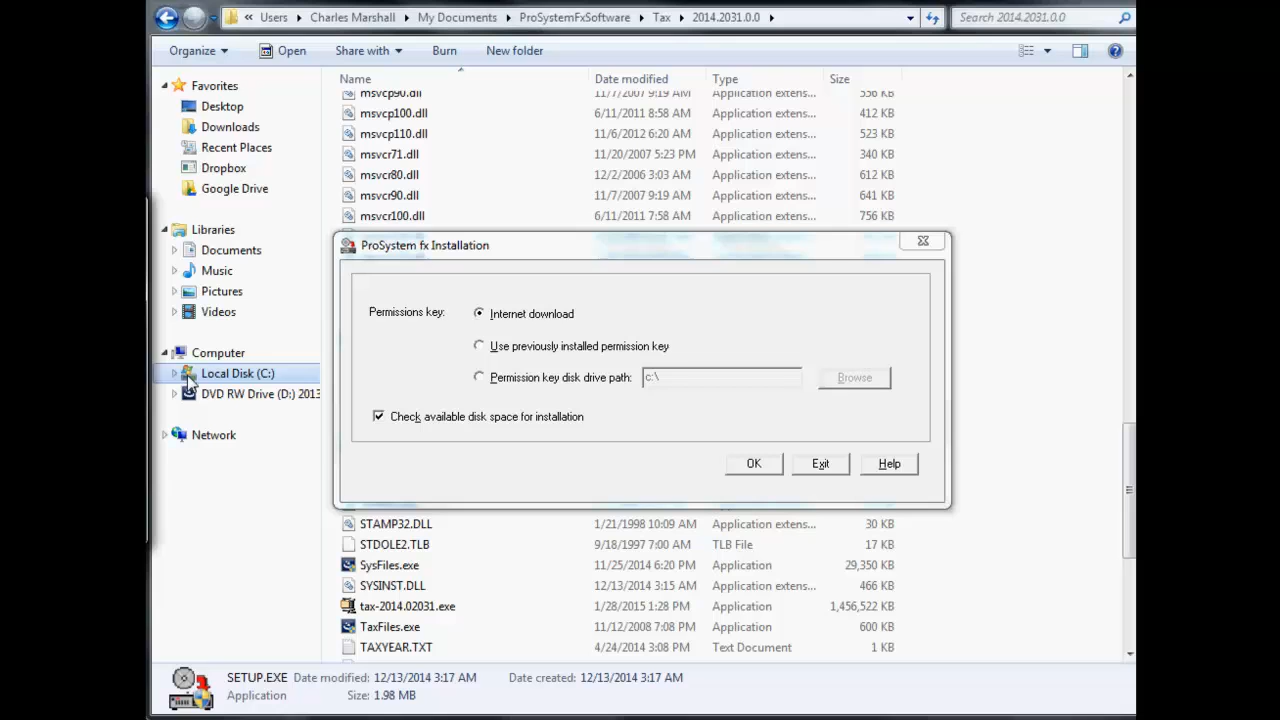 « Users ▸ Charles Marshall ▸ My Documents ▸ ProSystemFxSoftware ▸ Tax ▸ 2014.2031.0.0 ▸ Search 2014.2031.0.0
Organize Open Share with Burn New folder
Favorites
Desktop
Downloads
Recent Places
Dropbox
Google Drive
Libraries
Documents
Music
Pictures
Videos
Computer
Local Disk (C:)
DVD RW Drive (D:) 2013
Network
Name Date modified Type Size
msvcp90.dll 11/7/2007 9:19 AM Application extens... 556 KB
msvcp100.dll 6/11/2011 8:58 AM Application extens... 412 KB
msvcp110.dll 11/6/2012 6:20 AM Application extens... 523 KB
msvcr71.dll 11/20/2007 5:23 PM Application extens... 340 KB
msvcr80.dll 12/2/2006 3:03 AM Application extens... 612 KB
msvcr90.dll 11/7/2007 9:19 AM Application extens... 641 KB
msvcr100.dll 6/11/2011 7:58 AM Application extens... 756 KB
ProSystem fx Installation
Permissions key: Internet download
Use previously installed permission key
Permission key disk drive path: c:\ Browse
Check available disk space for installation
OK Exit Help
STAMP32.DLL 1/21/1998 10:09 AM Application extens... 30 KB
STDOLE2.TLB 9/18/1997 7:00 AM TLB File 17 KB
SysFiles.exe 11/25/2014 6:20 PM Application 29,350 KB
SYSINST.DLL 12/13/2014 3:15 AM Application extens... 466 KB
tax-2014.02031.exe 1/28/2015 1:28 PM Application 1,456,522 KB
TaxFiles.exe 11/12/2008 7:08 PM Application 600 KB
TAXYEAR.TXT 4/24/2014 7:08 PM Text Document 1 KB
SETUP.EXE Date modified: 12/13/2014 3:17 AM Date created: 12/13/2014 3:17 AM
Application Size: 1.98 MB